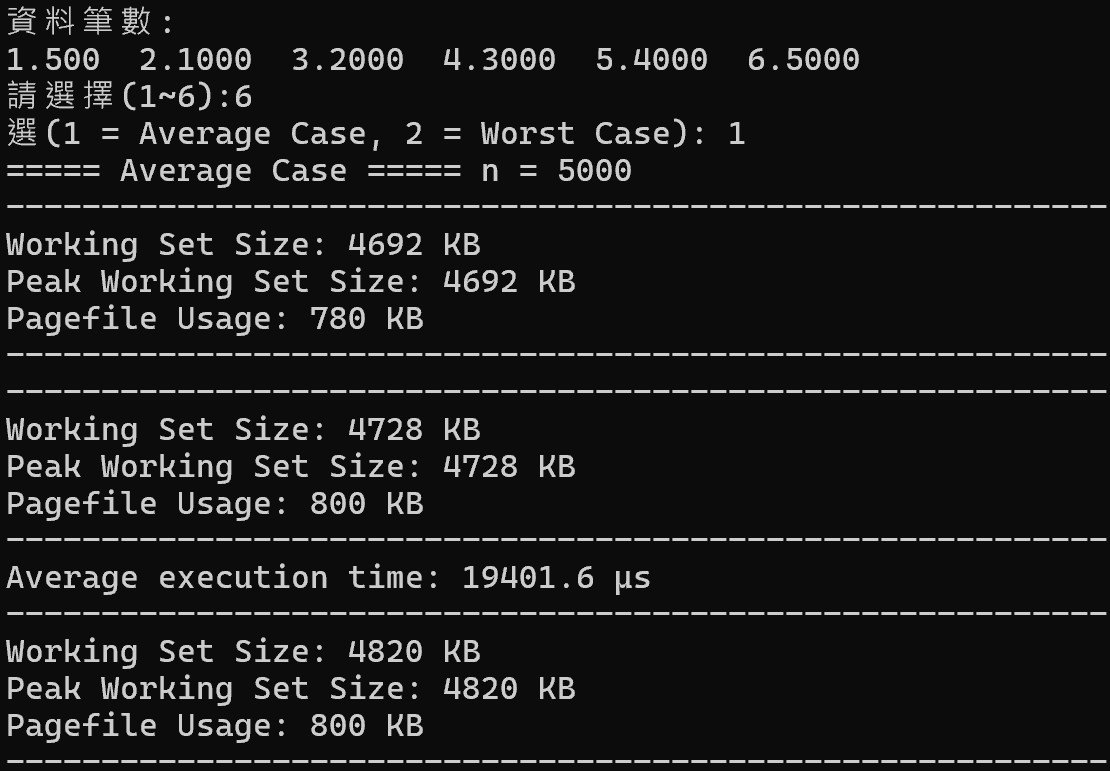 資料筆數:
1.500  2.1000  3.2000  4.3000  5.4000  6.5000
請選擇(1~6):6
選(1 = Average Case, 2 = Worst Case): 1
===== Average Case ===== n = 5000
----------------------------------------------------------
Working Set Size: 4692 KB
Peak Working Set Size: 4692 KB
Pagefile Usage: 780 KB
----------------------------------------------------------
----------------------------------------------------------
Working Set Size: 4728 KB
Peak Working Set Size: 4728 KB
Pagefile Usage: 800 KB
----------------------------------------------------------
Average execution time: 19401.6 μs
----------------------------------------------------------
Working Set Size: 4820 KB
Peak Working Set Size: 4820 KB
Pagefile Usage: 800 KB
----------------------------------------------------------